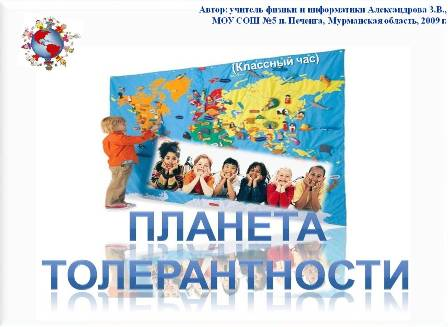 Автор: учитель физики и информатики Александрова З.В.,
МОУ СОШ №5 п. Печенга, Мурманская область, 2009 г.
(Классный час)
ПЛАНЕТА
ТОЛЕРАНТНОСТИ